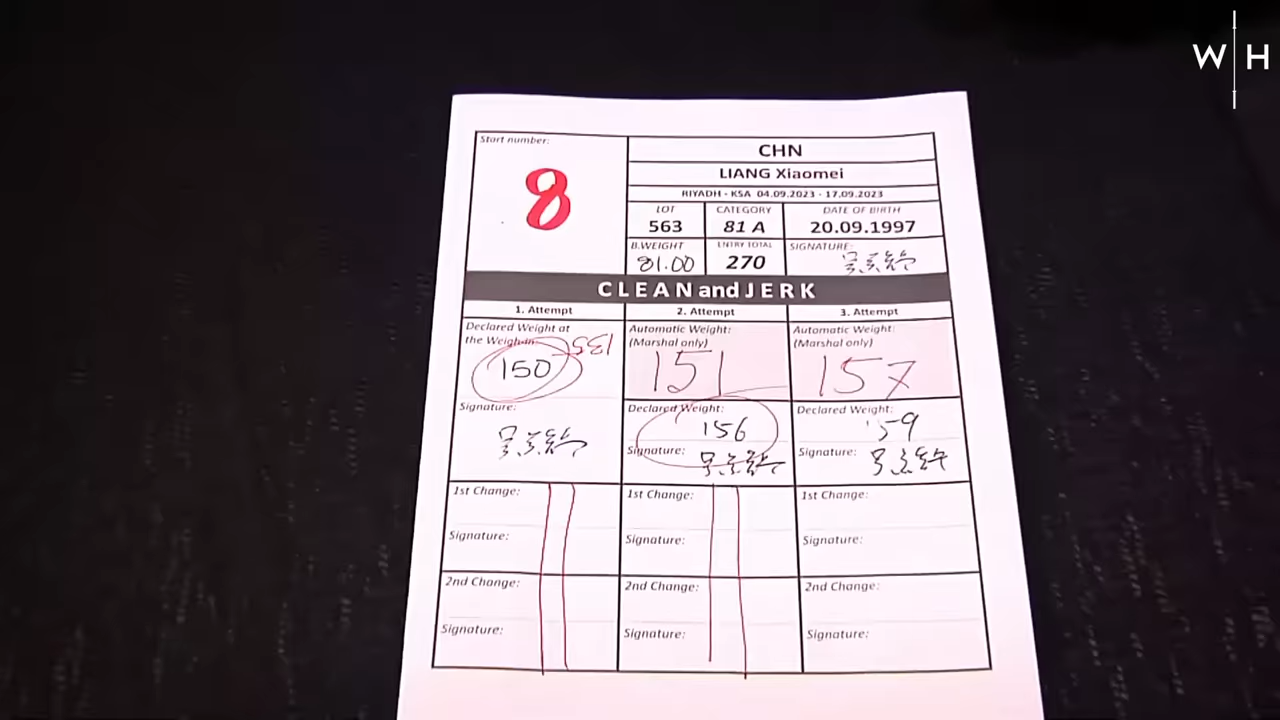 W H
Start number:
8
CHN
LIANG Xiaomei
RIYADH - KSA 04.09.2023 - 17.09.2023
LOT CATEGORY DATE OF BIRTH
563 81 A 20.09.1997
B.WEIGHT ENTRY TOTAL SIGNATURE:
81.00 270
CLEAN and JERK
1. Attempt 2. Attempt 3. Attempt
Declared Weight at Automatic Weight: Automatic Weight:
the Weigh-in (Marshal only) (Marshal only)
135
150 151 157
Signature: Declared Weight: Declared Weight:
156 159
Signature: Signature:
1st Change: 1st Change: 1st Change:
Signature: Signature: Signature:
2nd Change: 2nd Change: 2nd Change:
Signature: Signature: Signature: